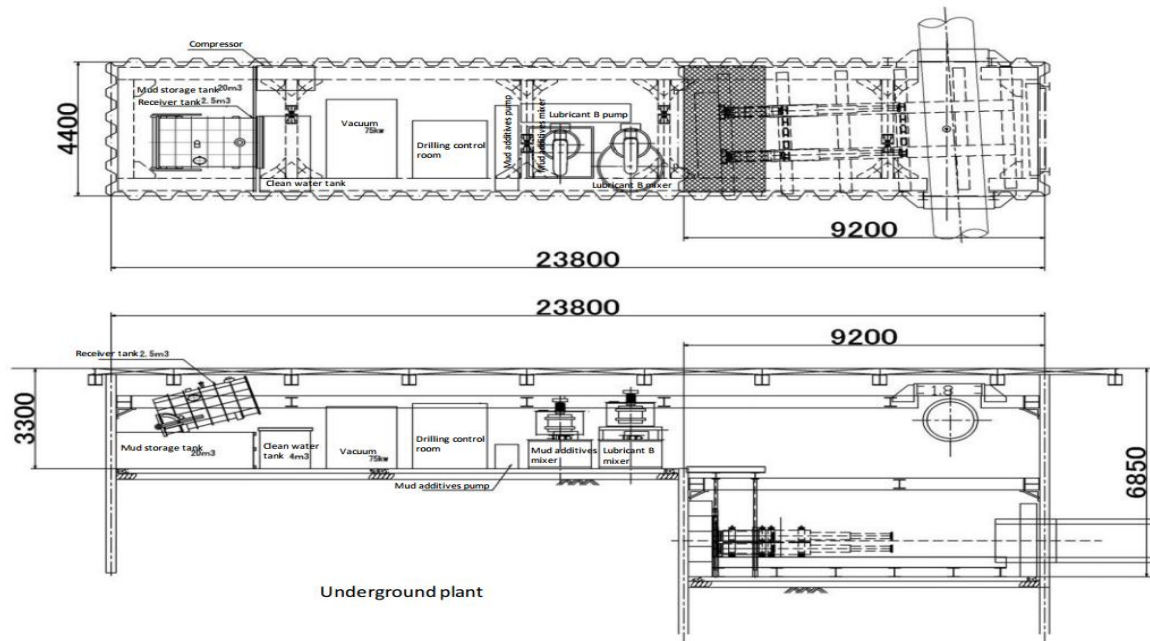 Compressor
Mud storage tank 20m3
Receiver tank 2.5m3
4400
Vacuum
75kw
Drilling control
room
Mud additives pump
Mud additives mixer
Lubricant B pump
Clean water tank
Lubricant B mixer
9200
23800
23800
9200
Receiver tank 2.5m3
3300
1.8
Mud storage tank
20m3
Clean water
tank 4m3
Vacuum
75kw
Drilling control
room
Mud additives
mixer
Lubricant B
mixer
Mud additives pump
6850
Underground plant